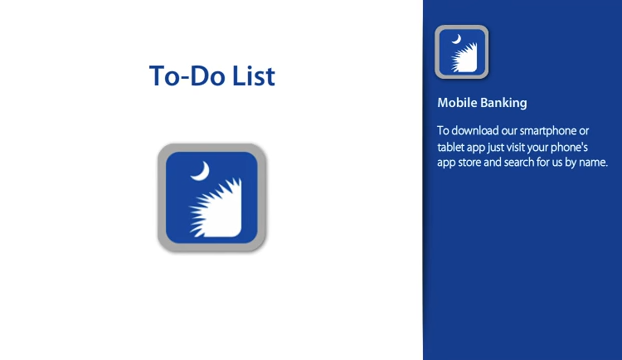 To-Do List
Mobile Banking
To download our smartphone or
tablet app just visit your phone's
app store and search for us by name.